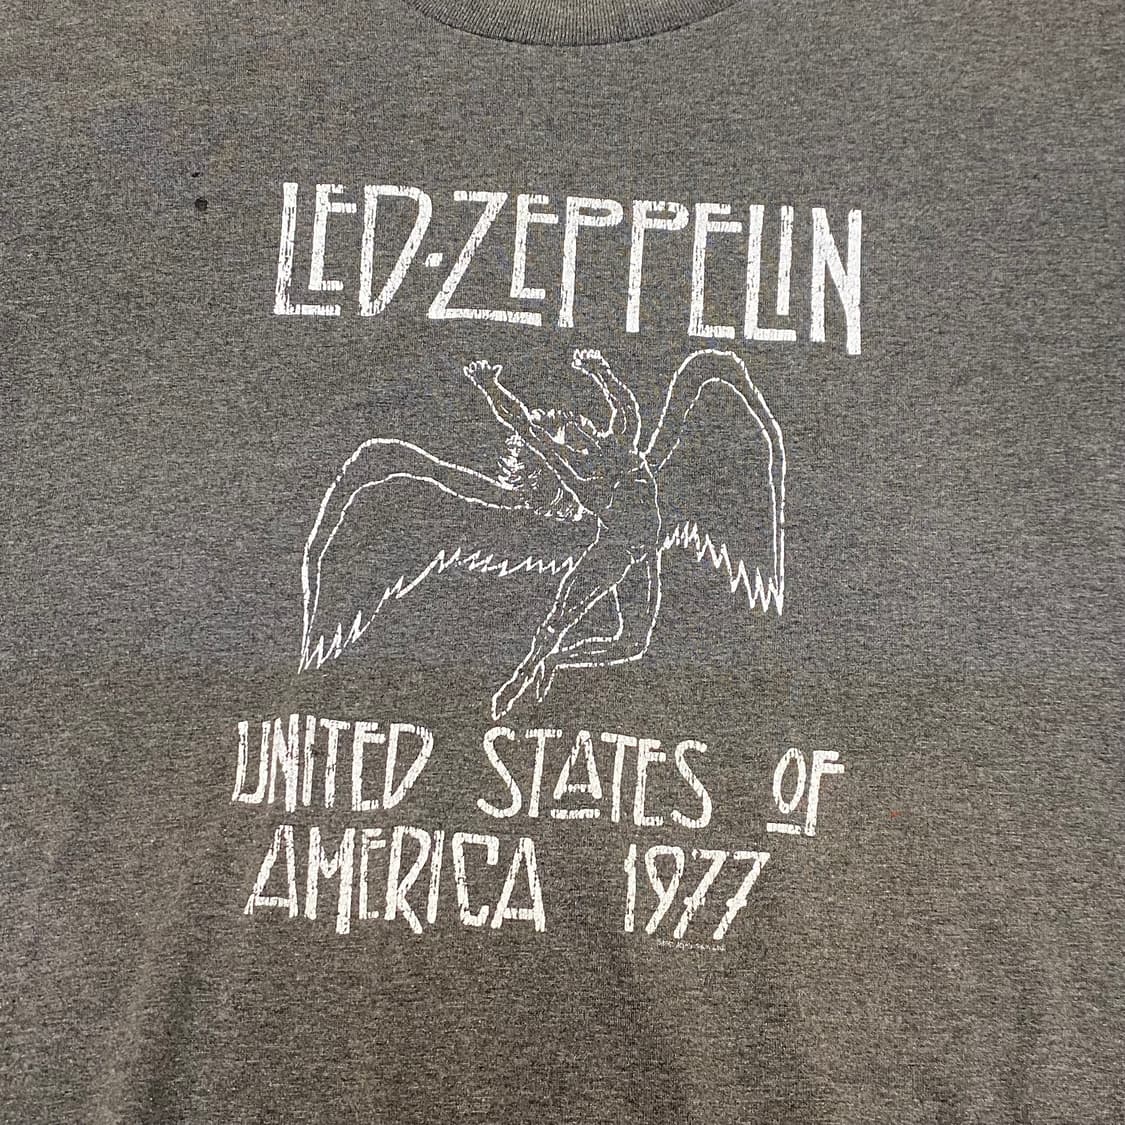 LED-ZEPPELIN
UNITED STATES OF
AMERICA 1977